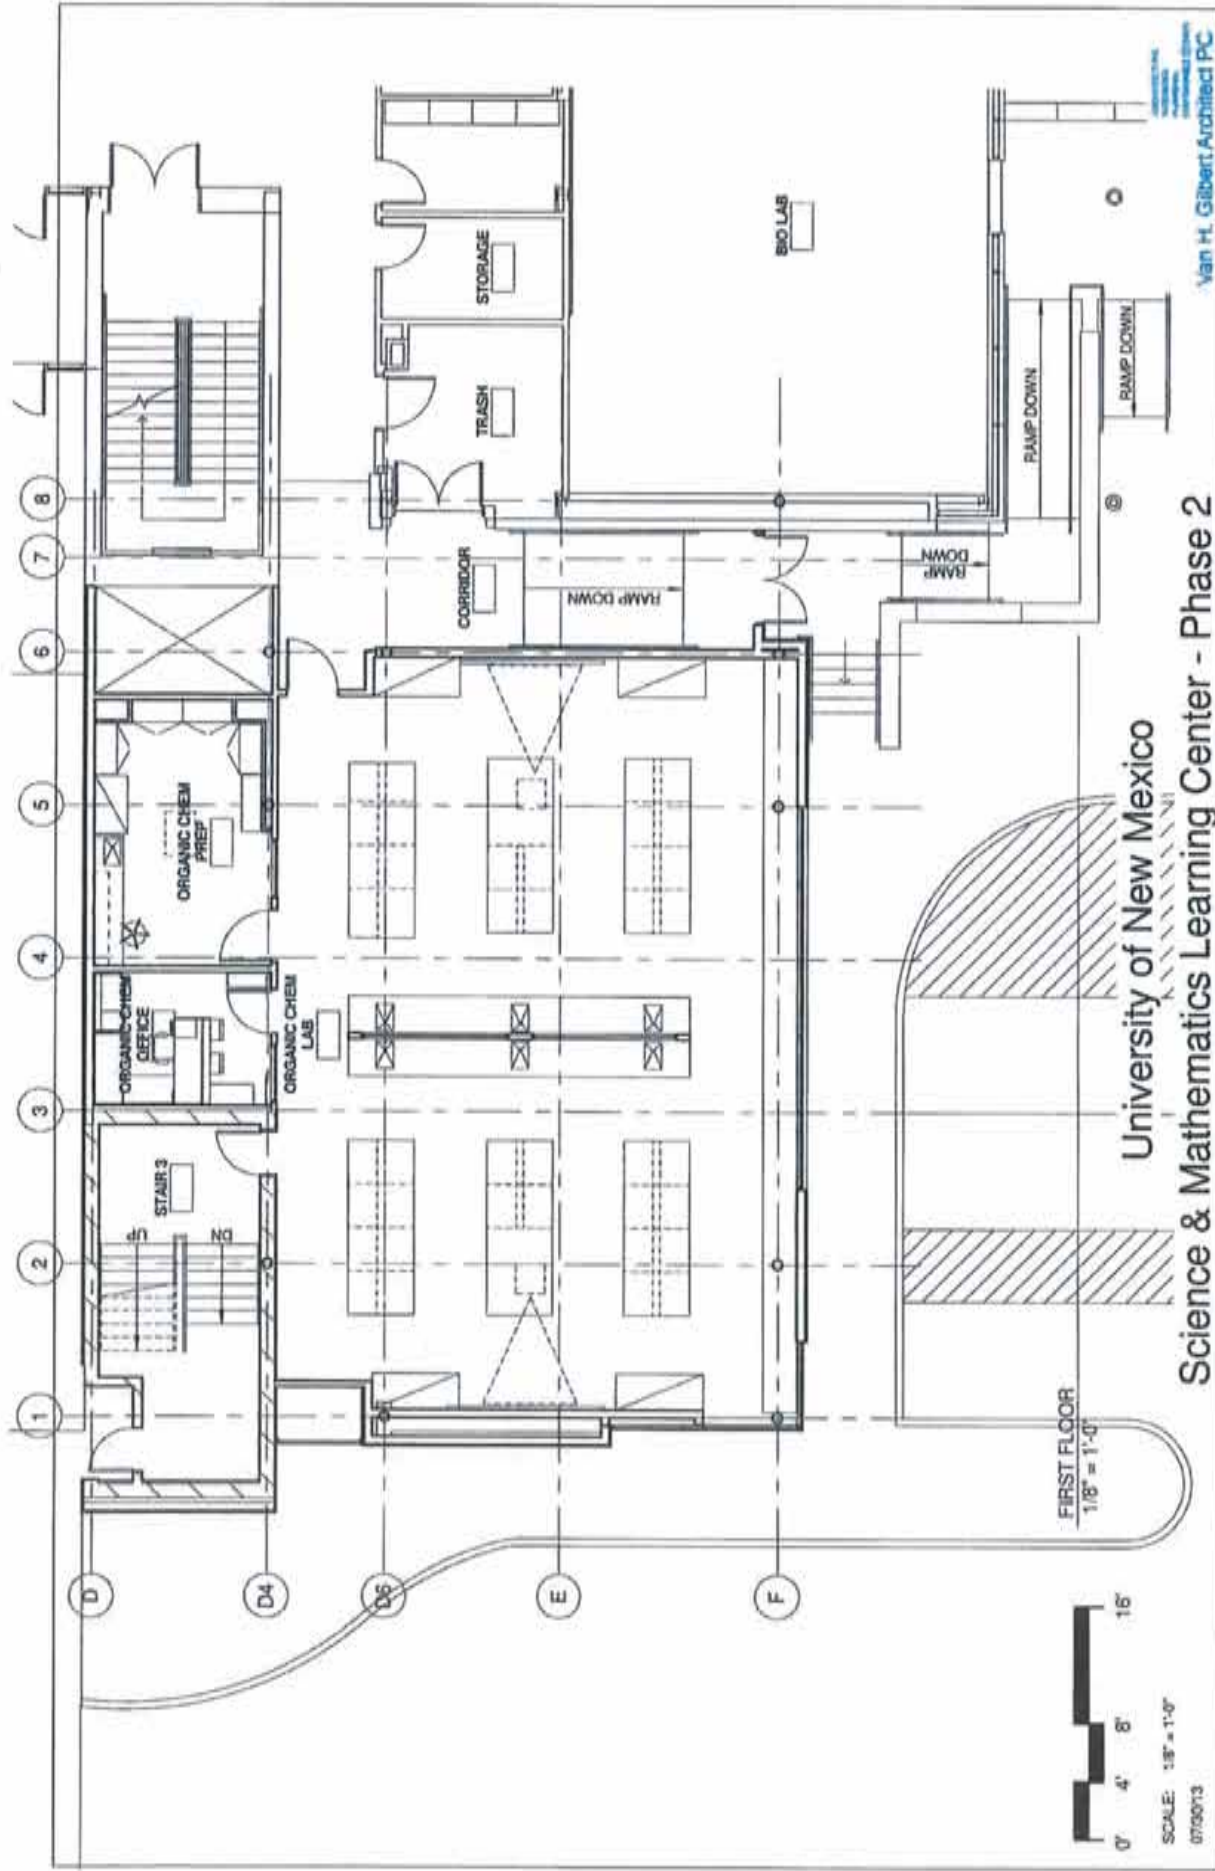 1
2
3
4
5
6
7
8
D
D4
D6
E
F
STAIR 3
UP
DN
ORGANIC CHEM
OFFICE
ORGANIC CHEM
PREP
ORGANIC CHEM
LAB
CORRIDOR
TRASH
STORAGE
BIO LAB
RAMP DOWN
RAMP
DOWN
RAMP DOWN
RAMP DOWN
FIRST FLOOR
1/8" = 1'-0"
0' 4' 8' 16'
SCALE: 1/8" = 1'-0"
07/30/13
University of New Mexico
Science & Mathematics Learning Center - Phase 2
Van H. Gilbert Architect PC